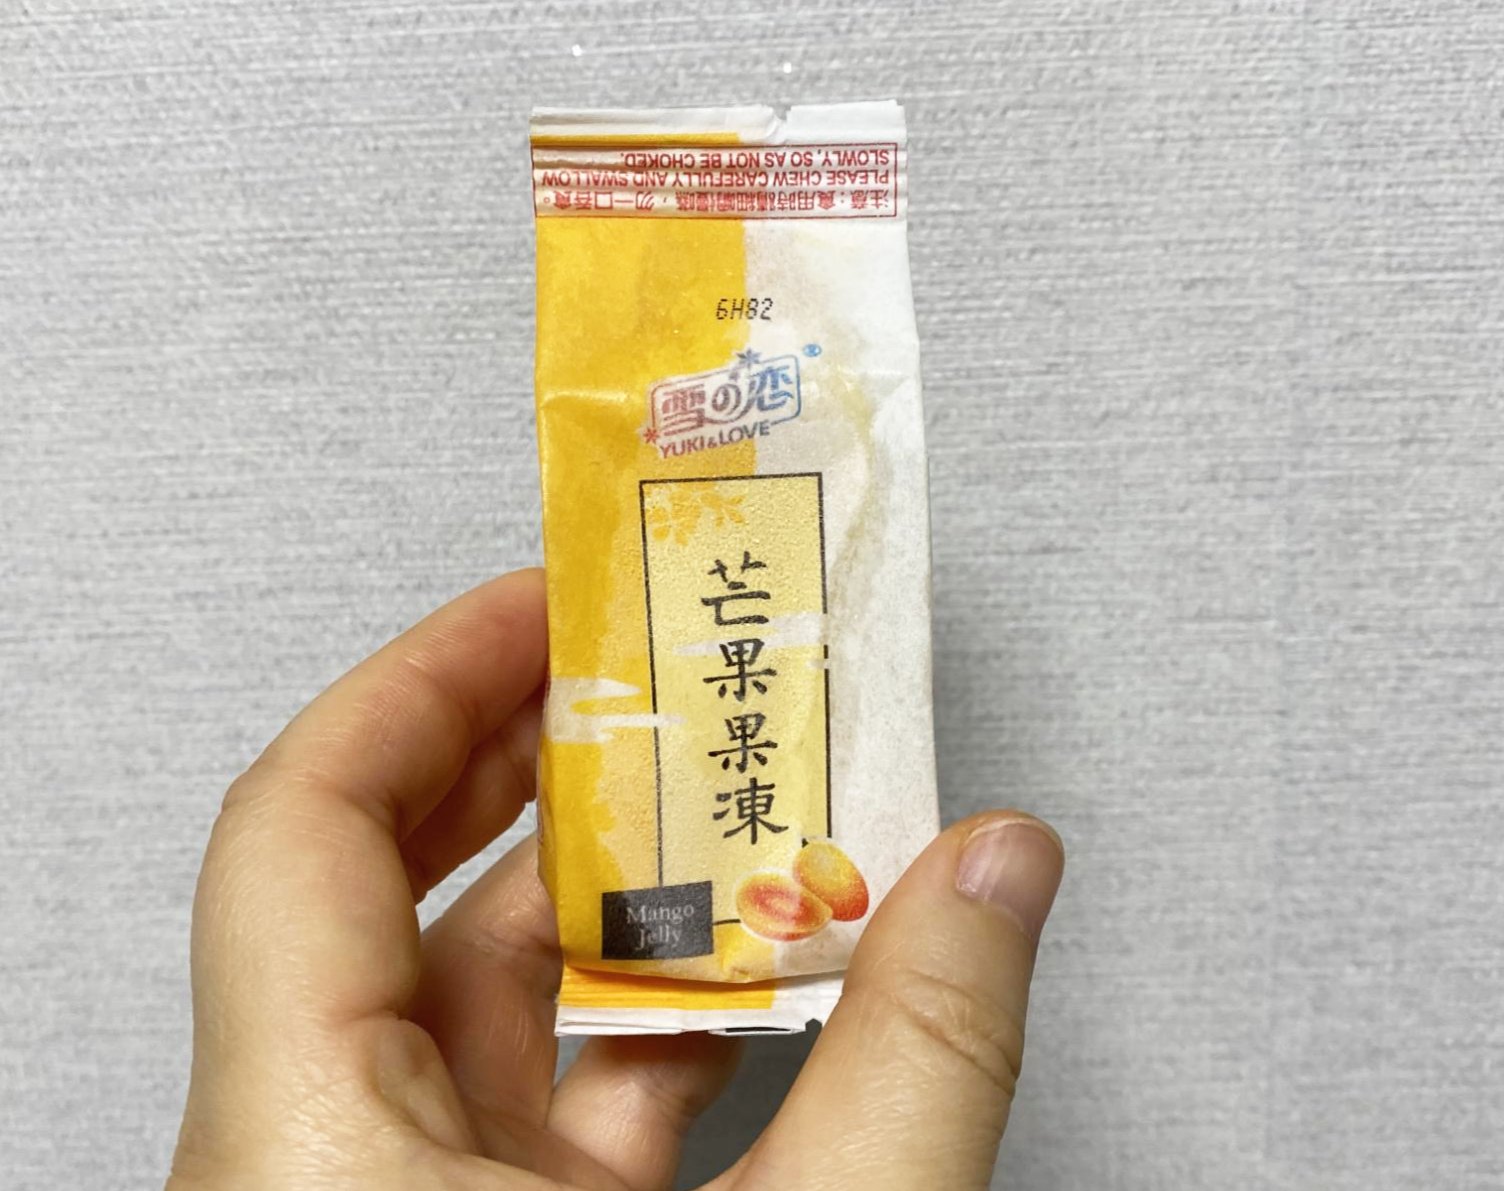 注意：食用時請細嚼慢嚥，勿一口吞食。
PLEASE CHEW CAREFULLY AND SWALLOW
SLOWLY, SO AS NOT BE CHOKED.
6H82
雪の恋®
YUKI&LOVE
芒果果凍
Mango
Jelly